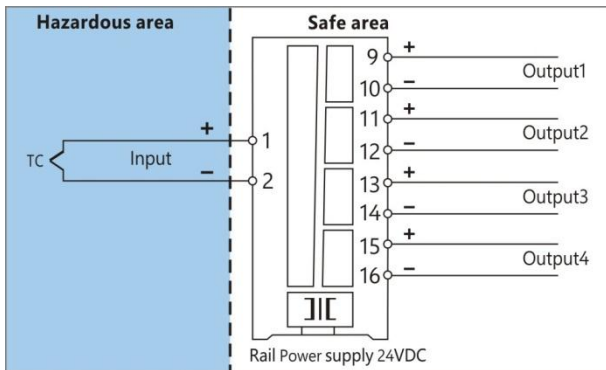 Hazardous area
Safe area
9 +
Output1
10 −
11 +
Output2
12 −
+ 1
TC Input
− 2
13 +
Output3
14 −
15 +
Output4
16 −
Rail Power supply 24VDC